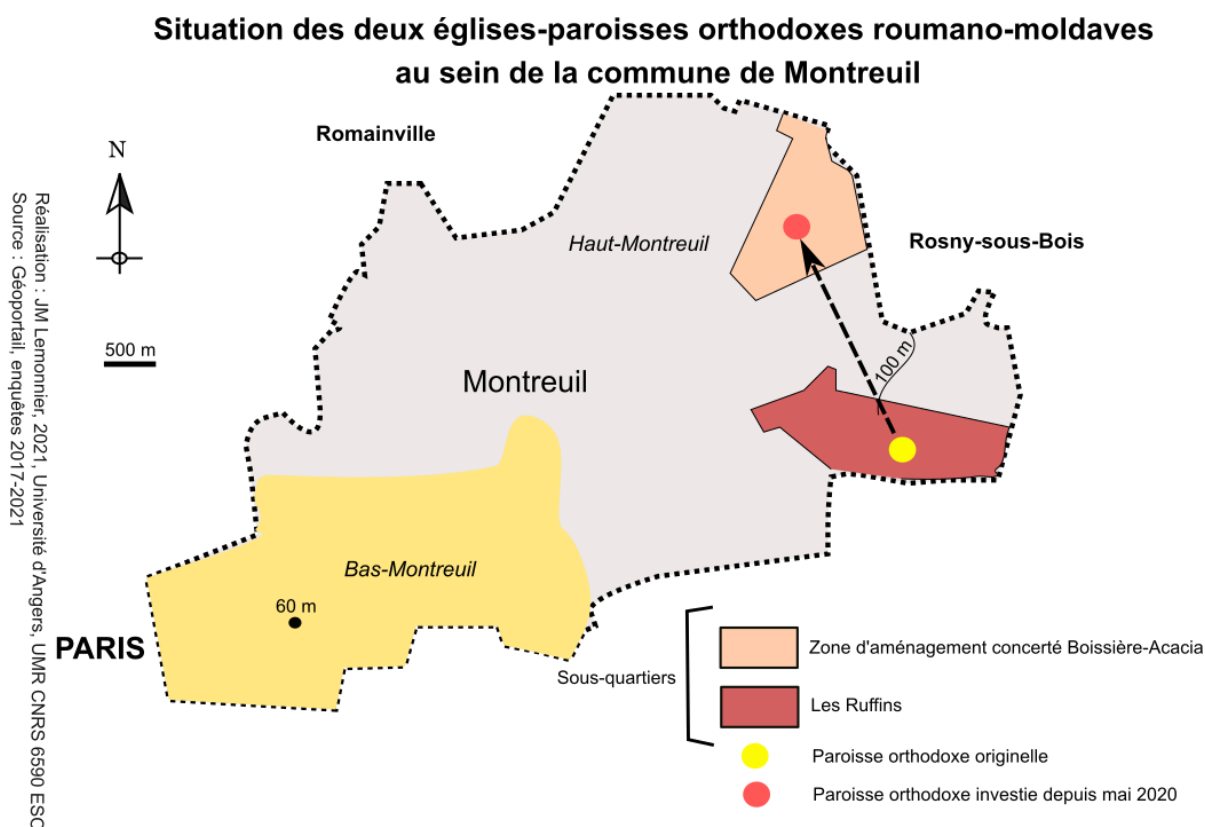 Situation des deux églises-paroisses orthodoxes roumano-moldaves
au sein de la commune de Montreuil
Romainville
N
Haut-Montreuil
Rosny-sous-Bois
500 m
100 m
Montreuil
Bas-Montreuil
60 m
PARIS
Sous-quartiers
Zone d'aménagement concerté Boissière-Acacia
Les Ruffins
Paroisse orthodoxe originelle
Paroisse orthodoxe investie depuis mai 2020
Réalisation : JM Lemonnier, 2021, Université d'Angers, UMR CNRS 6590 ESO
Source : Géoportail, enquêtes 2017-2021